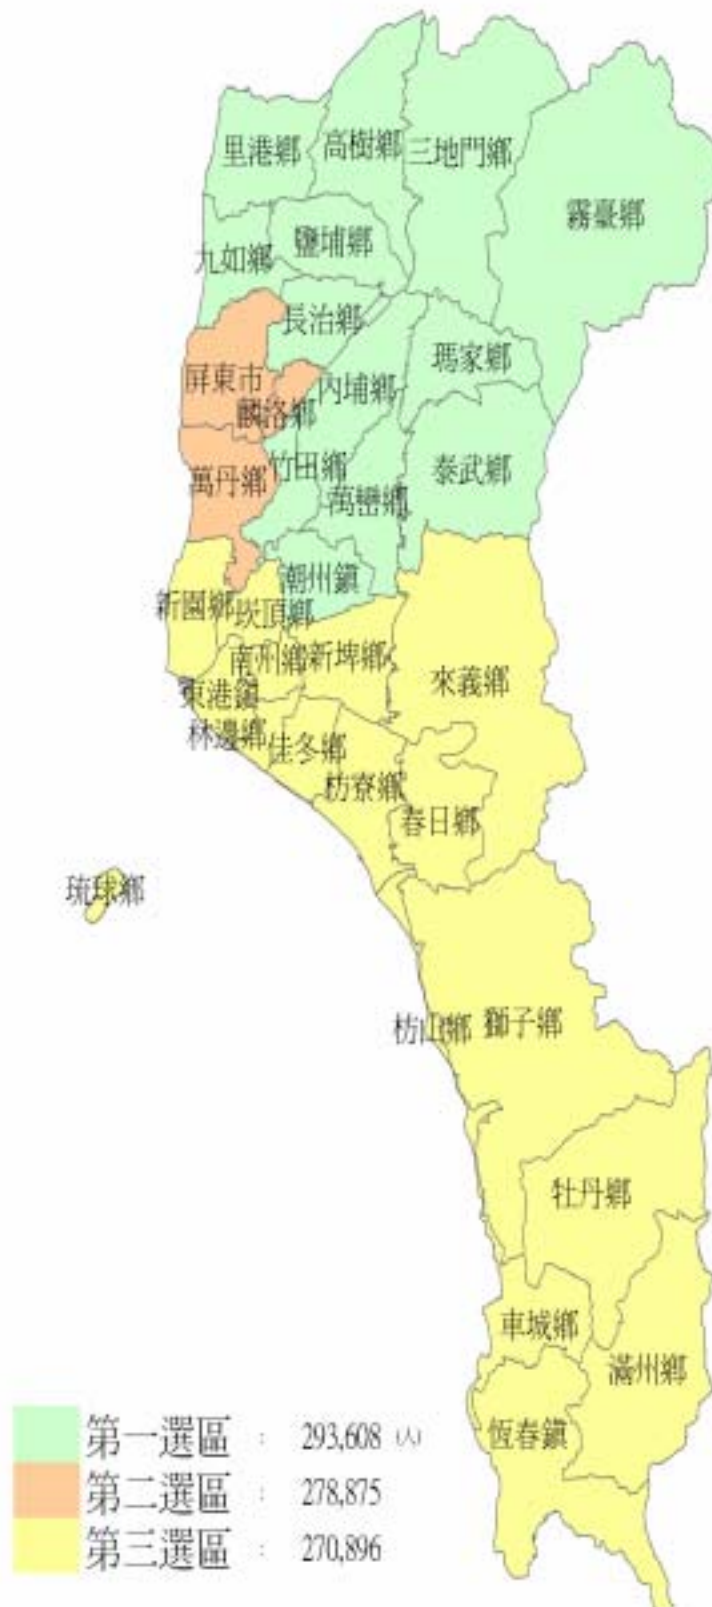 里港鄉
高樹鄉
三地門鄉
霧臺鄉
九如鄉
鹽埔鄉
長治鄉
瑪家鄉
屏東市
內埔鄉
麟洛鄉
萬丹鄉
竹田鄉
泰武鄉
萬巒鄉
潮州鎮
新園鄉
崁頂鄉
南州鄉
新埤鄉
來義鄉
東港鎮
林邊鄉
佳冬鄉
枋寮鄉
春日鄉
琉球鄉
枋山鄉
獅子鄉
牡丹鄉
車城鄉
滿州鄉
恆春鎮
第一選區 : 293,608 (人)
第二選區 : 278,875
第三選區 : 270,896